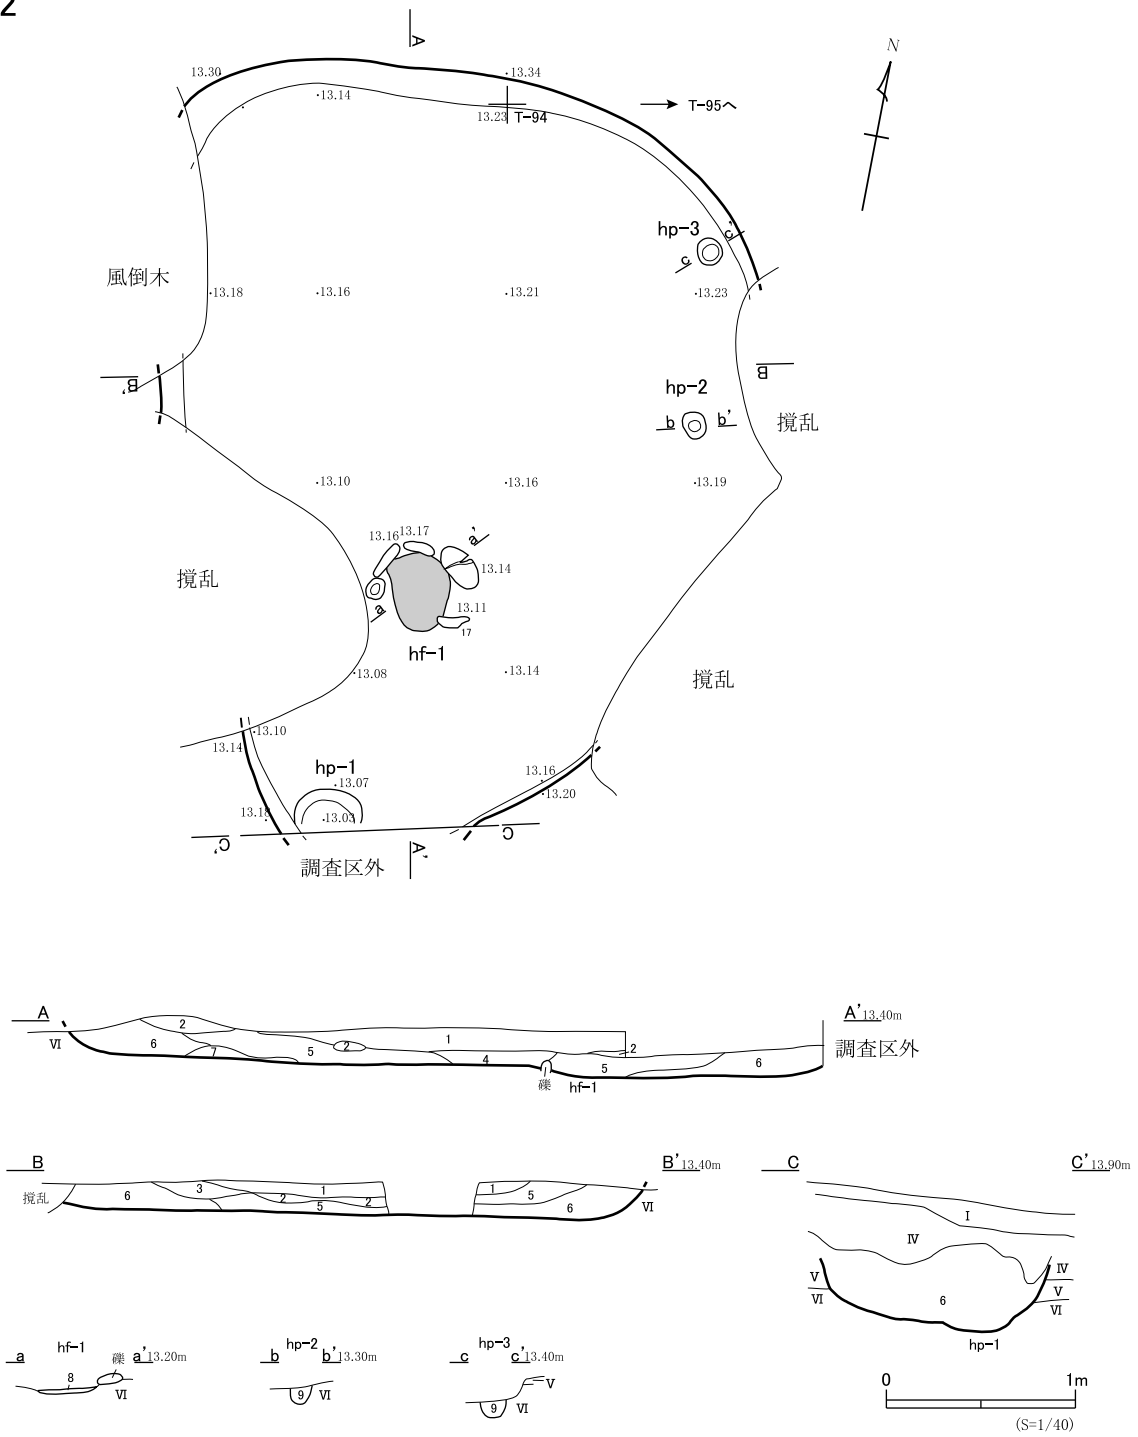 2
A
N
13.30
13.34
13.14
13.23 T-94
T-95へ
hp-3
c
c'
風倒木
13.18
13.16
13.21
13.23
B'
B
hp-2
b
b'
撹乱
13.10
13.16
13.19
13.16
13.17
a'
13.14
撹乱
a
13.11
17
hf-1
13.08
13.14
撹乱
13.10
13.14
hp-1
13.07
13.16
13.20
13.18
13.03
C'
A'
C
調査区外
A
A' 13.40m
VI
2
6
7
5
2
1
4
礫
hf-1
2
5
6
調査区外
B
B' 13.40m
撹乱
6
3
1
2
5
2
1
5
6
VI
C
C' 13.90m
I
IV
V
VI
6
IV
V
VI
hp-1
hf-1
a
礫
a' 13.20m
8
VI
hp-2
b
b' 13.30m
9
VI
hp-3
c
c' 13.40m
V
9
VI
0
1m
(S=1/40)